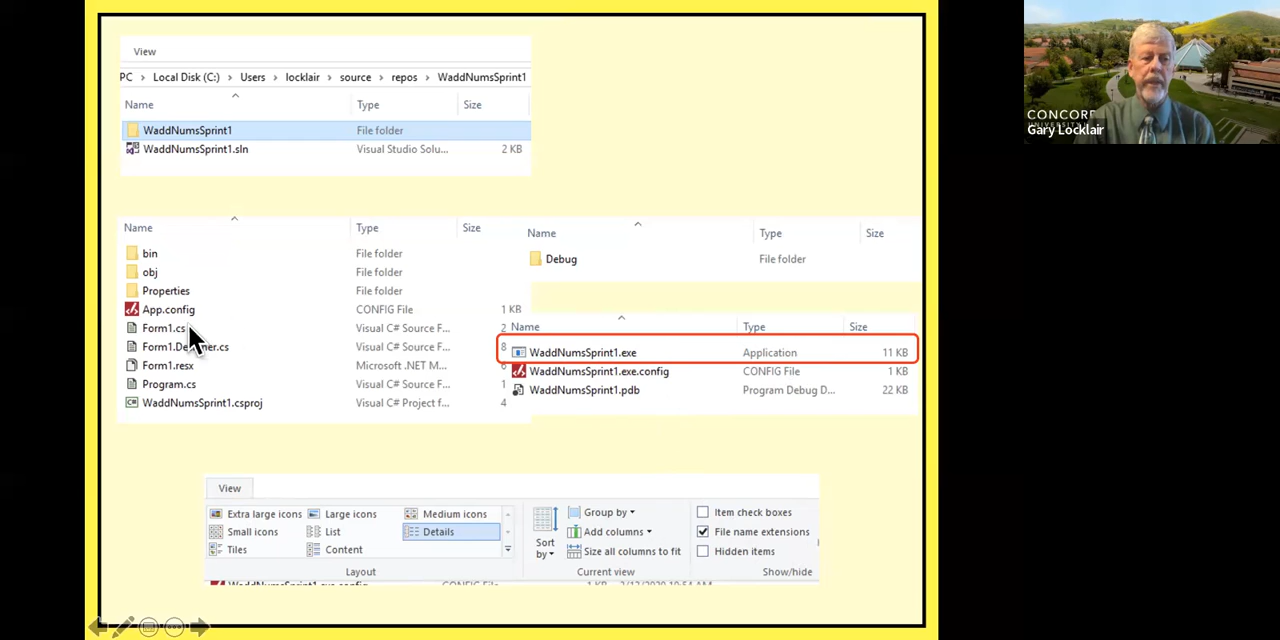 View
PC > Local Disk (C:) > Users > locklair > source > repos > WaddNumsSprint1
Name Type Size
WaddNumsSprint1 File folder
WaddNumsSprint1.sln Visual Studio Solu... 2 KB
CONCOR
Gary Locklair
Name Type Size
bin File folder
obj File folder
Properties File folder
App.config CONFIG File 1 KB
Form1.cs Visual C# Source F... 2
Visual C# Source F... 8
Form1.resx Microsoft .NET M...
Program.cs Visual C# Source F... 1
WaddNumsSprint1.csproj Visual C# Project f... 4
Name Type Size
Debug File folder
Name Type Size
WaddNumsSprint1.exe Application 11 KB
WaddNumsSprint1.exe.config CONFIG File 1 KB
WaddNumsSprint1.pdb Program Debug D... 22 KB
View
Extra large icons Large icons Medium icons
Small icons List Details
Tiles Content
Layout
Sort by
Group by
Add columns
Size all columns to fit
Current view
Item check boxes
File name extensions
Hidden items
Show/hide